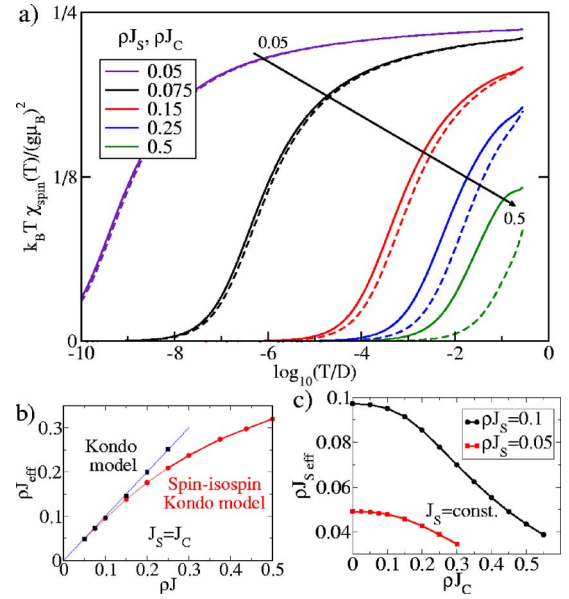 a)
1/4
1/8
0
k_B T χ_spin(T)/(gμ_B)^2
ρJ_S, ρJ_C
0.05
0.075
0.15
0.25
0.5
0.05
0.5
-10 -8 -6 -4 -2 0
log_10(T/D)
b)
ρJ_eff
0.3
0.2
0.1
0
Kondo
model
Spin-isospin
Kondo model
J_S=J_C
0 0.1 0.2 0.3 0.4 0.5
ρJ
c)
ρJ_S eff
0.1
0.08
0.06
0.04
ρJ_S=0.1
ρJ_S=0.05
J_S=const.
0 0.1 0.2 0.3 0.4 0.5 0.6
ρJ_C